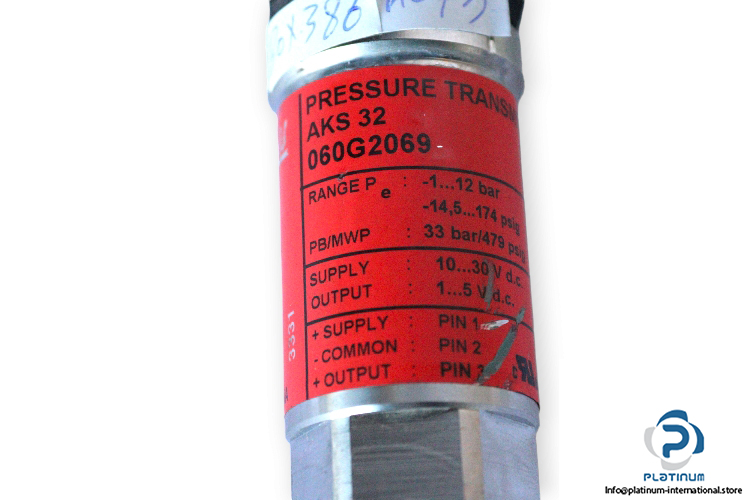 PRESSURE TRANSM
AKS 32
060G2069
RANGE Pe : -1...12 bar
-14,5...174 psig
PB/MWP : 33 bar/479 psig
SUPPLY : 10...30 V d.c.
OUTPUT : 1...5 V d.c.
+ SUPPLY : PIN 1
- COMMON : PIN 2
+ OUTPUT : PIN 3
3331
PLATINUM
Info@platinum-international.store